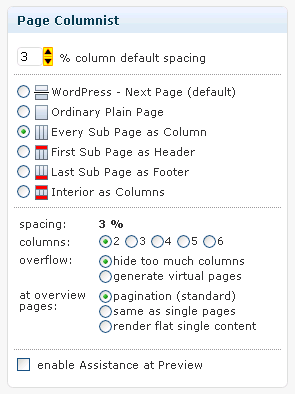 Page Columnist
3 % column default spacing
WordPress - Next Page (default)
Ordinary Plain Page
Every Sub Page as Column
First Sub Page as Header
Last Sub Page as Footer
Interior as Columns
spacing: 3 %
columns: 2 3 4 5 6
overflow: hide too much columns
generate virtual pages
at overview pagination (standard)
pages: same as single pages
render flat single content
enable Assistance at Preview